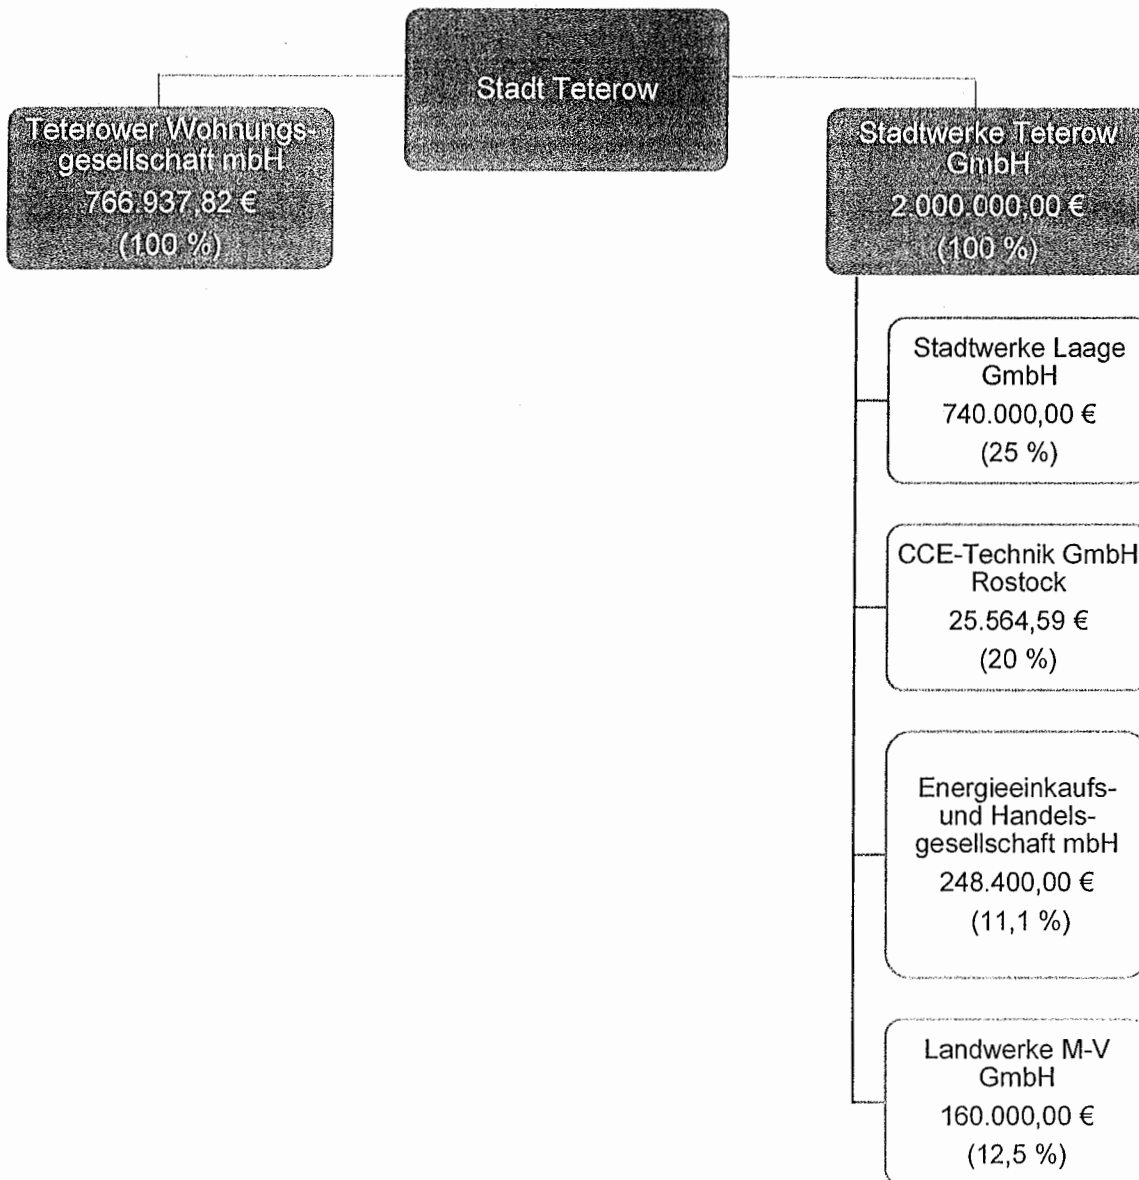 Stadt Teterow
Teterower Wohnungs-
gesellschaft mbH
766.937,82 €
(100 %)
Stadtwerke Teterow
GmbH
2.000.000,00 €
(100 %)
Stadtwerke Laage
GmbH
740.000,00 €
(25 %)
CCE-Technik GmbH
Rostock
25.564,59 €
(20 %)
Energieeinkaufs-
und Handels-
gesellschaft mbH
248.400,00 €
(11,1 %)
Landwerke M-V
GmbH
160.000,00 €
(12,5 %)